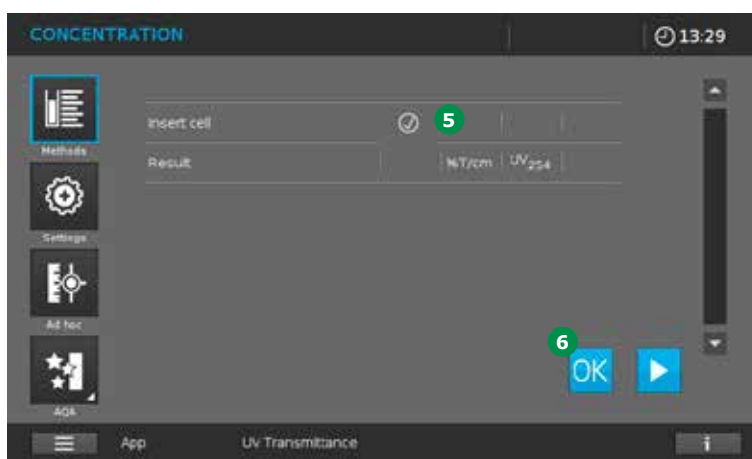 CONCENTRATION 13:29
Methods
Insert cell 5
Result %T/cm UV254
Settings
Ad hoc
6
OK
AQA
App UV Transmittance i